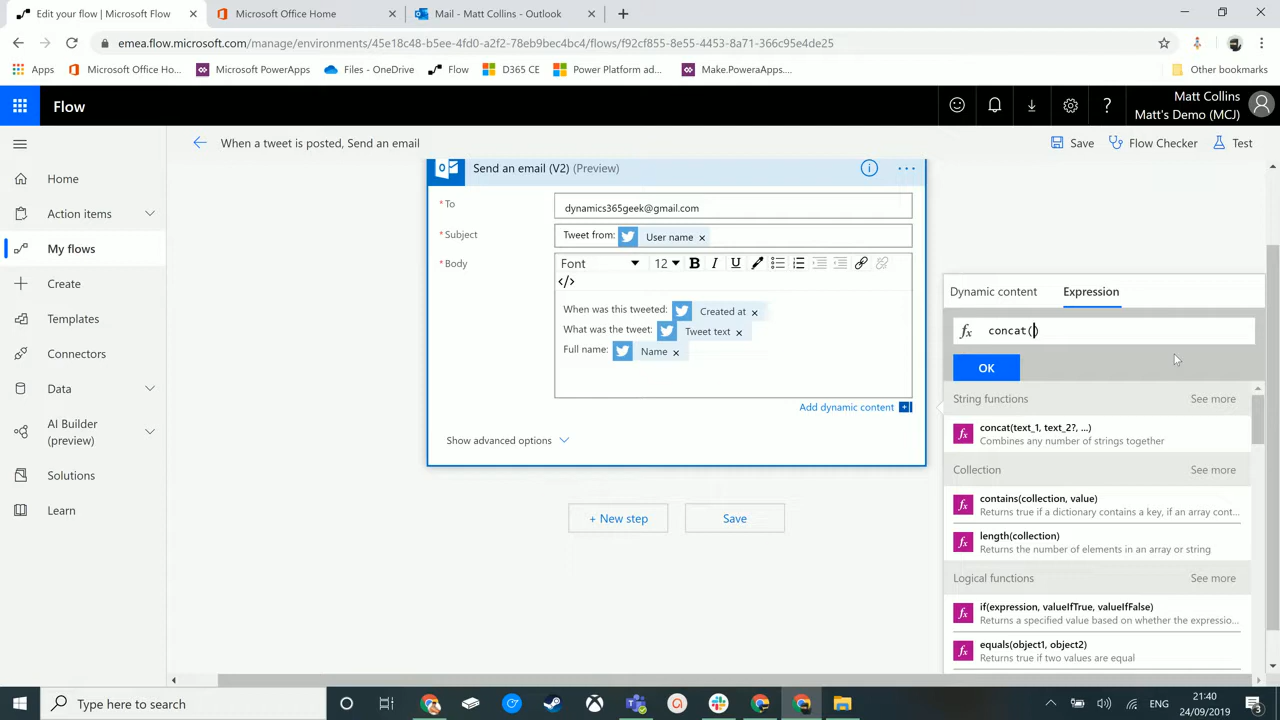 Edit your flow | Microsoft Flow
Microsoft Office Home
Mail - Matt Collins - Outlook
emea.flow.microsoft.com/manage/environments/45e18c48-b5ee-4fd0-a2f2-78eb9bec4bc4/flows/f92cf855-8e55-4453-8a71-366c95e4de25
Apps
Microsoft Office Ho...
Microsoft PowerApps
Files - OneDrive
Flow
D365 CE
Power Platform ad...
Make.PoweraApps....
Other bookmarks
Flow
Matt Collins
Matt's Demo (MCJ)
When a tweet is posted, Send an email
Save
Flow Checker
Test
Home
Action items
My flows
Create
Templates
Connectors
Data
AI Builder
(preview)
Solutions
Learn
Send an email (V2) (Preview)
* To
dynamics365geek@gmail.com
* Subject
Tweet from: User name ×
* Body
Font 12 B I U
</>
When was this tweeted: Created at ×
What was the tweet: Tweet text ×
Full name: Name ×
Add dynamic content
Show advanced options
+ New step
Save
Dynamic content
Expression
fx concat()
OK
String functions
See more
concat(text_1, text_2?, ...)
Combines any number of strings together
Collection
See more
contains(collection, value)
Returns true if a dictionary contains a key, if an array cont...
length(collection)
Returns the number of elements in an array or string
Logical functions
See more
if(expression, valueIfTrue, valueIfFalse)
Returns a specified value based on whether the expressio...
equals(object1, object2)
Returns true if two values are equal
Type here to search
ENG
21:40
24/09/2019